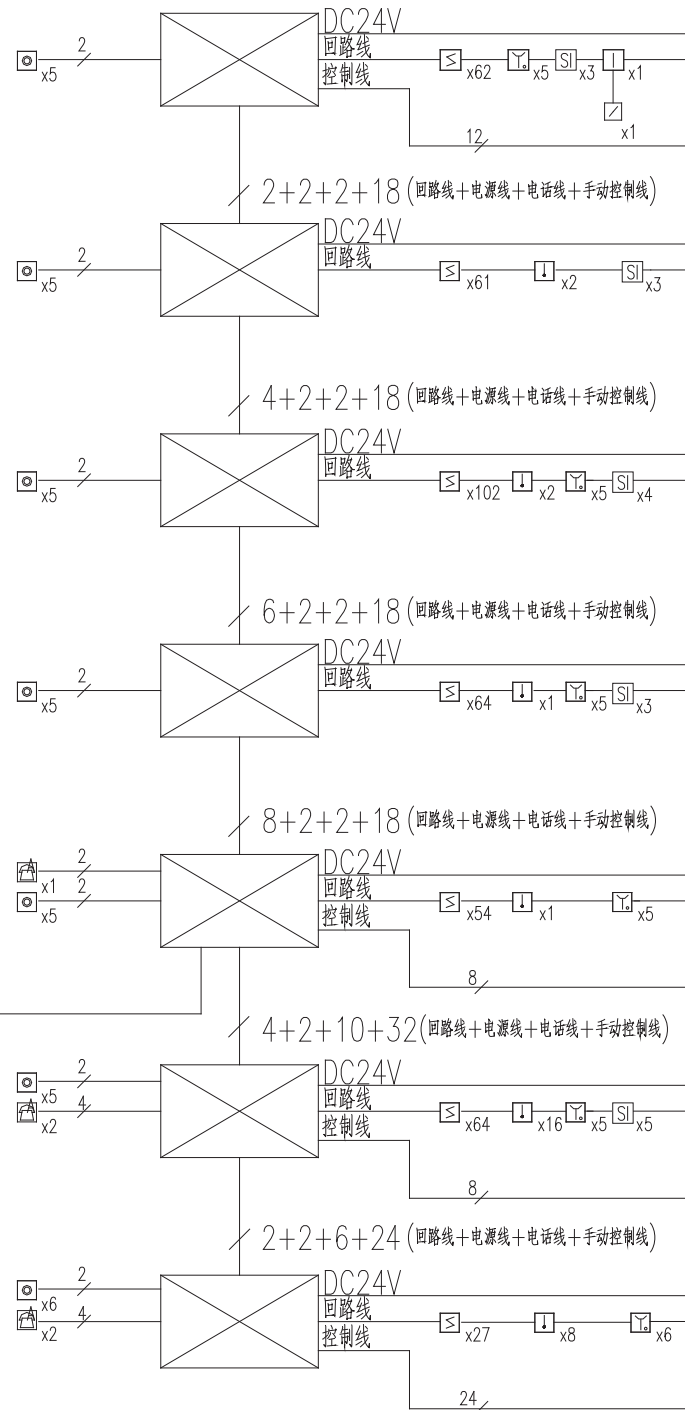 DC24V
2
回路线
x5
x62
x5
SI
x3
x1
控制线
x1
12
2+2+2+18(回路线+电源线+电话线+手动控制线)
DC24V
2
回路线
x5
x61
x2
SI
x3
4+2+2+18(回路线+电源线+电话线+手动控制线)
DC24V
2
回路线
x5
x102
x2
x5
SI
x4
6+2+2+18(回路线+电源线+电话线+手动控制线)
DC24V
2
回路线
x5
x64
x1
x5
SI
x3
8+2+2+18(回路线+电源线+电话线+手动控制线)
2
DC24V
x1
2
回路线
x5
x54
x1
x5
控制线
8
4+2+10+32(回路线+电源线+电话线+手动控制线)
2
DC24V
x5
4
回路线
x2
x64
x16
x5
SI
x5
控制线
8
2+2+6+24(回路线+电源线+电话线+手动控制线)
2
DC24V
x6
4
回路线
x2
x27
x8
x6
控制线
24